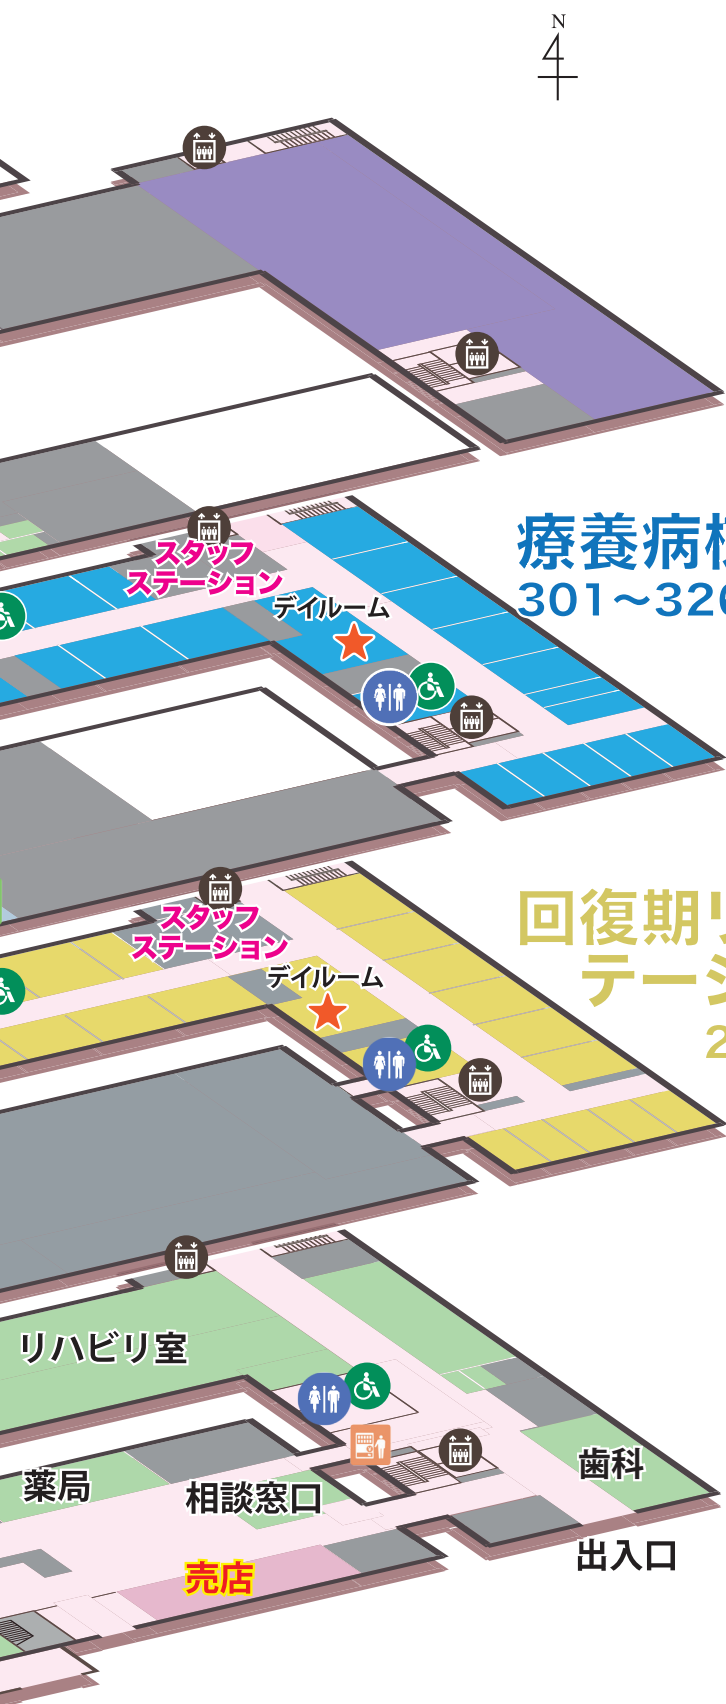 N
療養病
301～326
スタッフ
ステーション
デイルーム
回復期
テーシ
2
スタッフ
ステーション
デイルーム
リハビリ室
薬局
相談窓口
歯科
売店
出入口